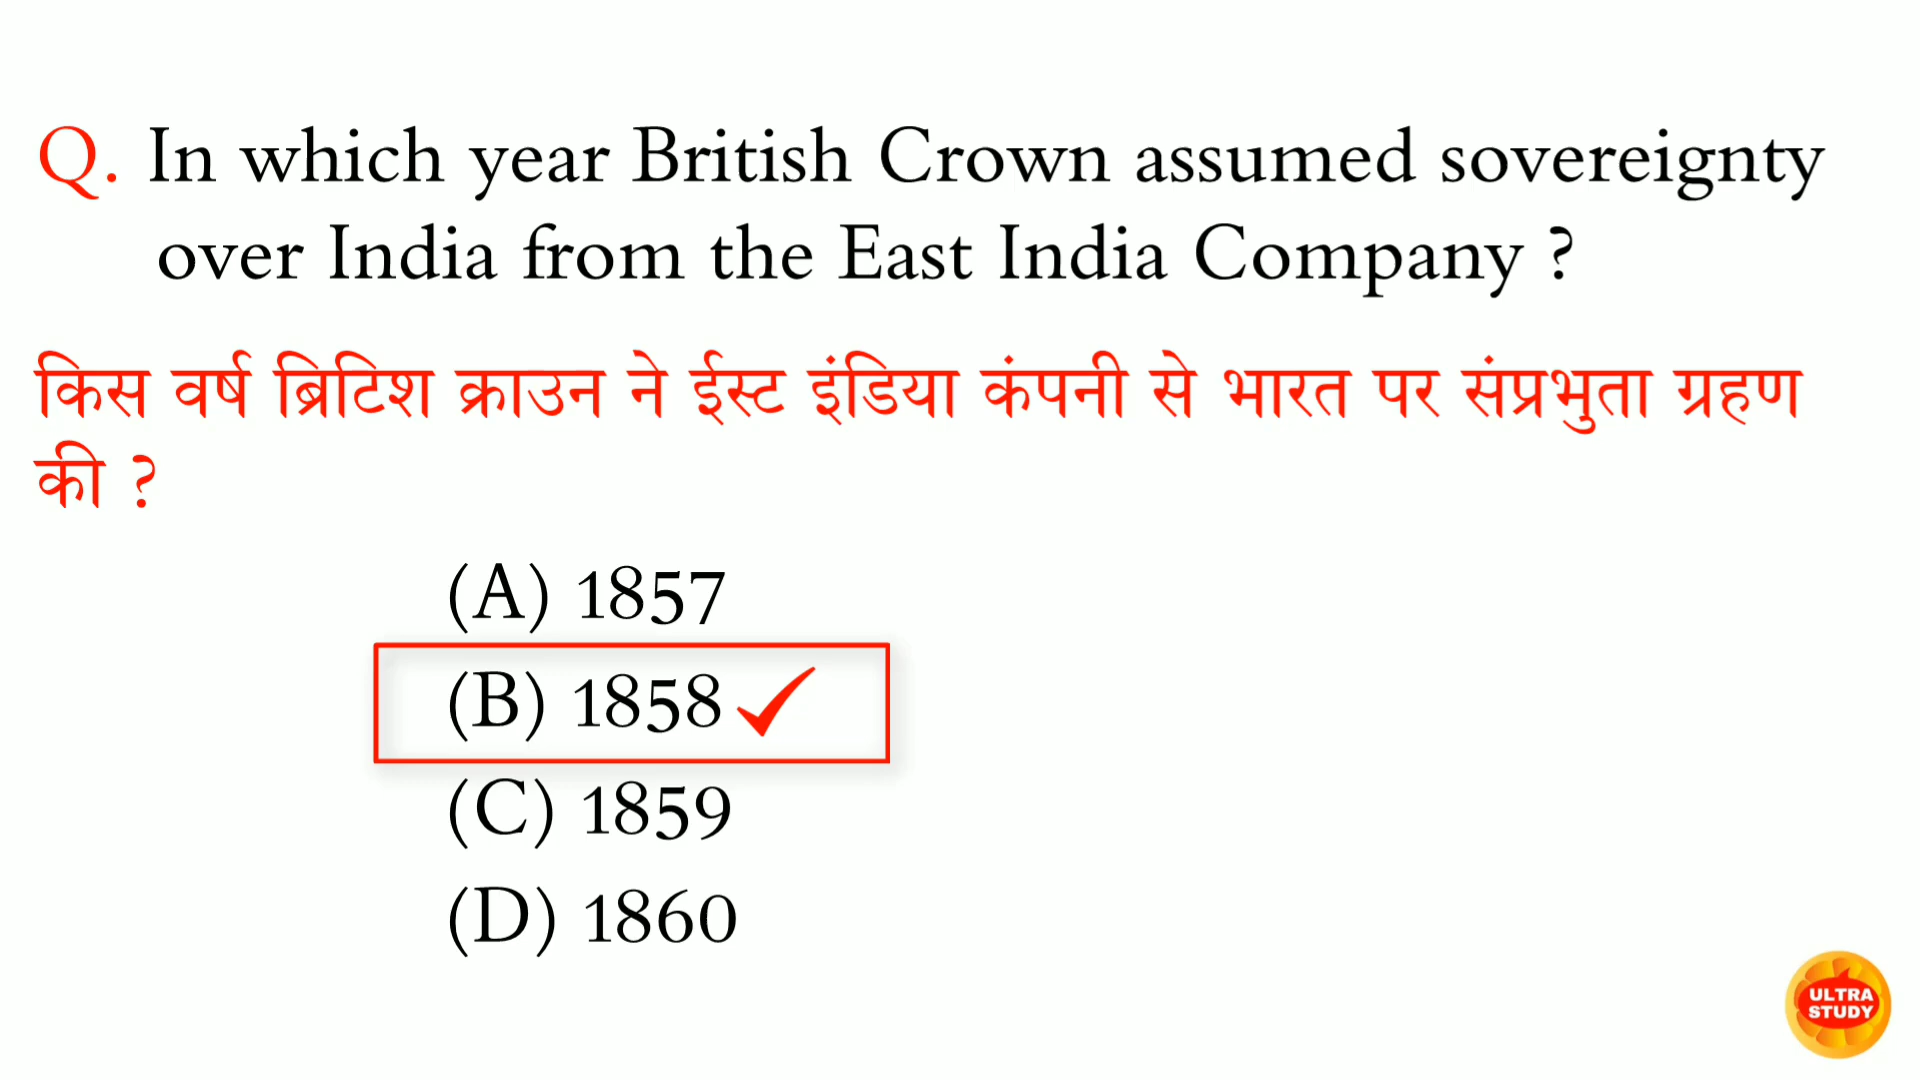 Q. In which year British Crown assumed sovereignty
over India from the East India Company ?
किस वर्ष ब्रिटिश क्राउन ने ईस्ट इंडिया कंपनी से भारत पर संप्रभुता ग्रहण
की ?
(A) 1857
(B) 1858
(C) 1859
(D) 1860
ULTRA
STUDY